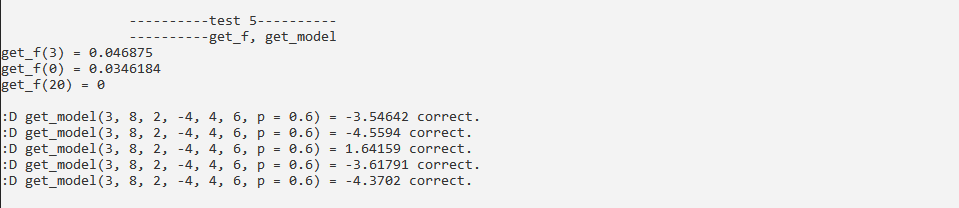 ----------test 5----------
----------get_f, get_model
get_f(3) = 0.046875
get_f(0) = 0.0346184
get_f(20) = 0
:D get_model(3, 8, 2, -4, 4, 6, p = 0.6) = -3.54642 correct.
:D get_model(3, 8, 2, -4, 4, 6, p = 0.6) = -4.5594 correct.
:D get_model(3, 8, 2, -4, 4, 6, p = 0.6) = 1.64159 correct.
:D get_model(3, 8, 2, -4, 4, 6, p = 0.6) = -3.61791 correct.
:D get_model(3, 8, 2, -4, 4, 6, p = 0.6) = -4.3702 correct.